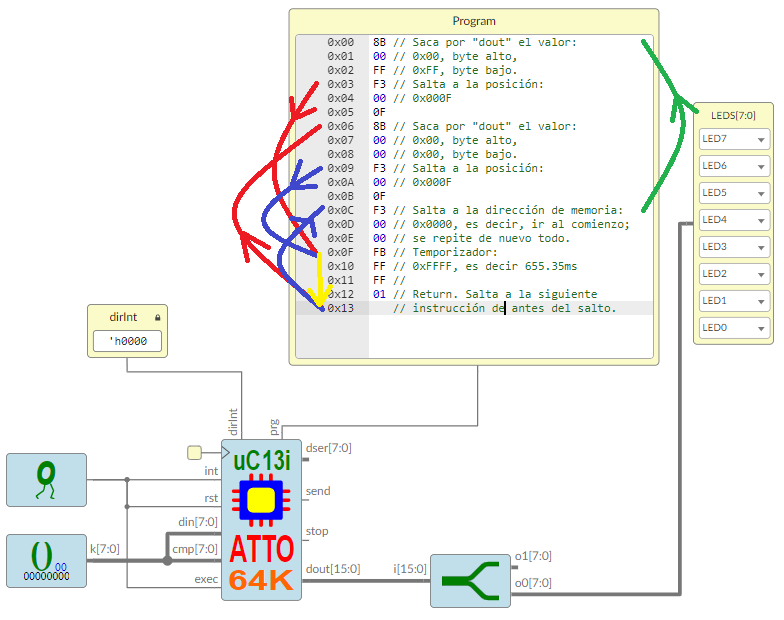 Program
0x00 8B // Saca por "dout" el valor:
0x01 00 // 0x00, byte alto,
0x02 FF // 0xFF, byte bajo.
0x03 F3 // Salta a la posición:
0x04 00 // 0x000F
0x05 0F
0x06 8B // Saca por "dout" el valor:
0x07 00 // 0x00, byte alto,
0x08 00 // 0x00, byte bajo.
0x09 F3 // Salta a la posición:
0x0A 00 // 0x000F
0x0B 0F
0x0C F3 // Salta a la dirección de memoria:
0x0D 00 // 0x0000, es decir, ir al comienzo;
0x0E 00 // se repite de nuevo todo.
0x0F FB // Temporizador:
0x10 FF // 0xFFFF, es decir 655.35ms
0x11 FF //
0x12 01 // Return. Salta a la siguiente
0x13 // instrucción de antes del salto.
LEDS[7:0]
LED7
LED6
LED5
LED4
LED3
LED2
LED1
LED0
dirInt
'h0000
dirInt
prg
uC13i
ATTO
64K
int
rst
din[7:0]
cmp[7:0]
exec
dser[7:0]
send
stop
dout[15:0]
0
()
00
00000000
k[7:0]
i[15:0]
o1[7:0]
o0[7:0]